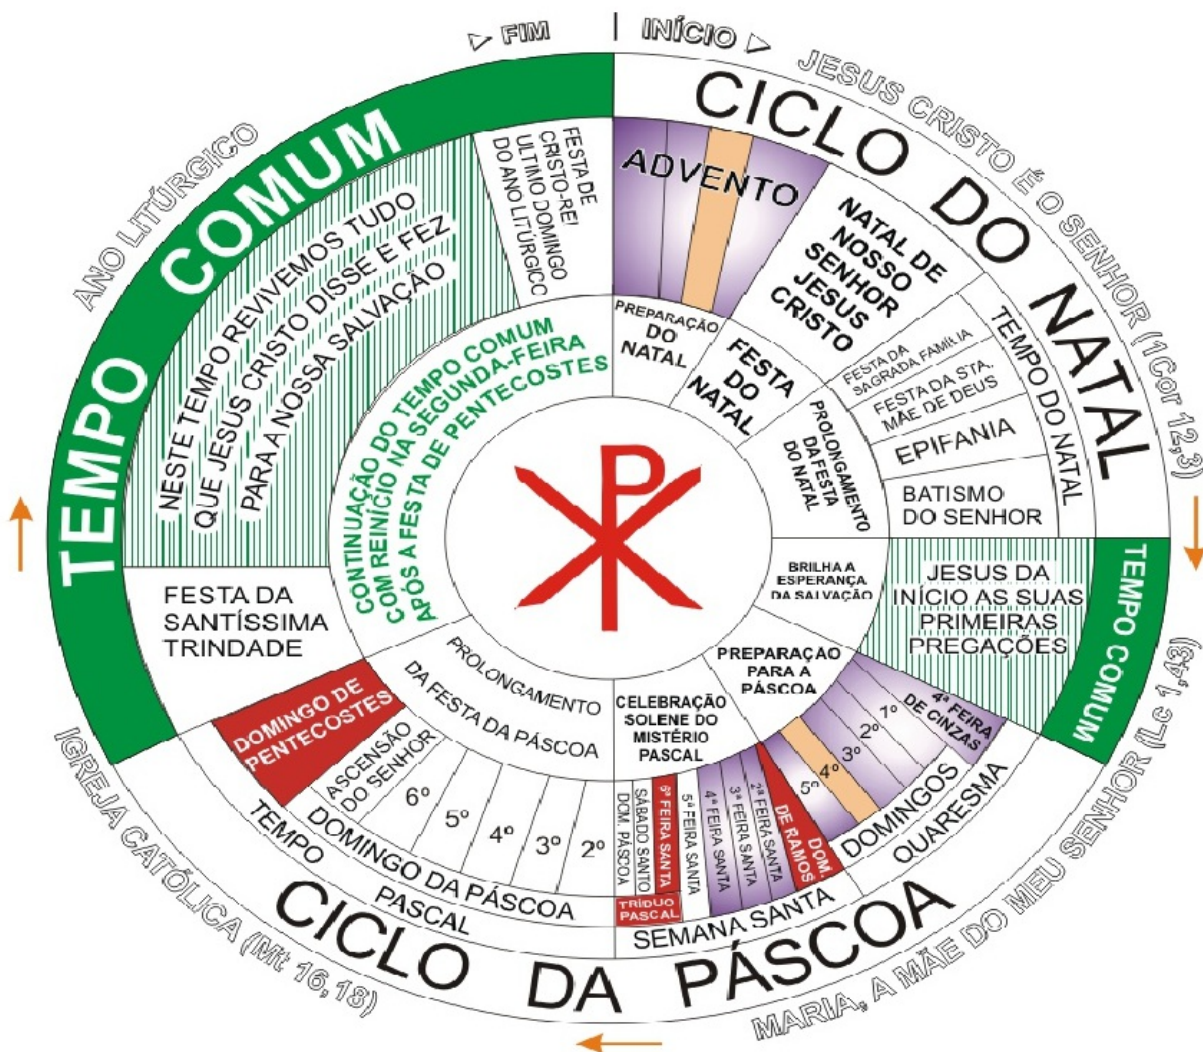 ▷ FIM | INÍCIO ▷
JESUS CRISTO É O SENHOR (1Cor 12,3)
MARIA, A MÃE DO MEU SENHOR (Lc 1,43)
IGREJA CATÓLICA (Mt 16,18)
ANO LITÚRGICO
CICLO DO NATAL
ADVENTO
PREPARAÇÃO
DO
NATAL
NATAL DE
NOSSO
SENHOR
JESUS
CRISTO
FESTA
DO
NATAL
TEMPO DO NATAL
FESTA DA
SAGRADA FAMÍLIA
FESTA DA STA.
MÃE DE DEUS
EPIFANIA
BATISMO
DO SENHOR
PROLONGAMENTO
DA FESTA
DO NATAL
TEMPO COMUM
JESUS DA
INÍCIO AS SUAS
PRIMEIRAS
PREGAÇÕES
BRILHA A
ESPERANÇA
DA SALVAÇÃO
CICLO DA PÁSCOA
PREPARAÇÃO
PARA A
PÁSCOA
4ª FEIRA
DE CINZAS
1º
2º
3º
4º
5º
DOMINGOS
QUARESMA
DOM.
DE RAMOS
2ª FEIRA SANTA
3ª FEIRA SANTA
4ª FEIRA SANTA
5ª FEIRA SANTA
6ª FEIRA SANTA
SÁBADO SANTO
DOM. PÁSCOA
TRÍDUO
PASCAL
SEMANA SANTA
CELEBRAÇÃO
SOLENE DO
MISTÉRIO
PASCAL
2º
3º
4º
5º
6º
ASCENSÃO
DO SENHOR
DOMINGO DE
PENTECOSTES
DOMINGO DA PÁSCOA
TEMPO PASCAL
PROLONGAMENTO
DA FESTA DA PÁSCOA
TEMPO COMUM
FESTA DA
SANTÍSSIMA
TRINDADE
NESTE TEMPO REVIVEMOS TUDO
QUE JESUS CRISTO DISSE E FEZ
PARA A NOSSA SALVAÇÃO
FESTA DE
CRISTO-REI
ULTIMO DOMINGO
DO ANO LITÚRGICO
CONTINUAÇÃO DO TEMPO COMUM
COM REINÍCIO NA SEGUNDA-FEIRA
APÓS A FESTA DE PENTECOSTES